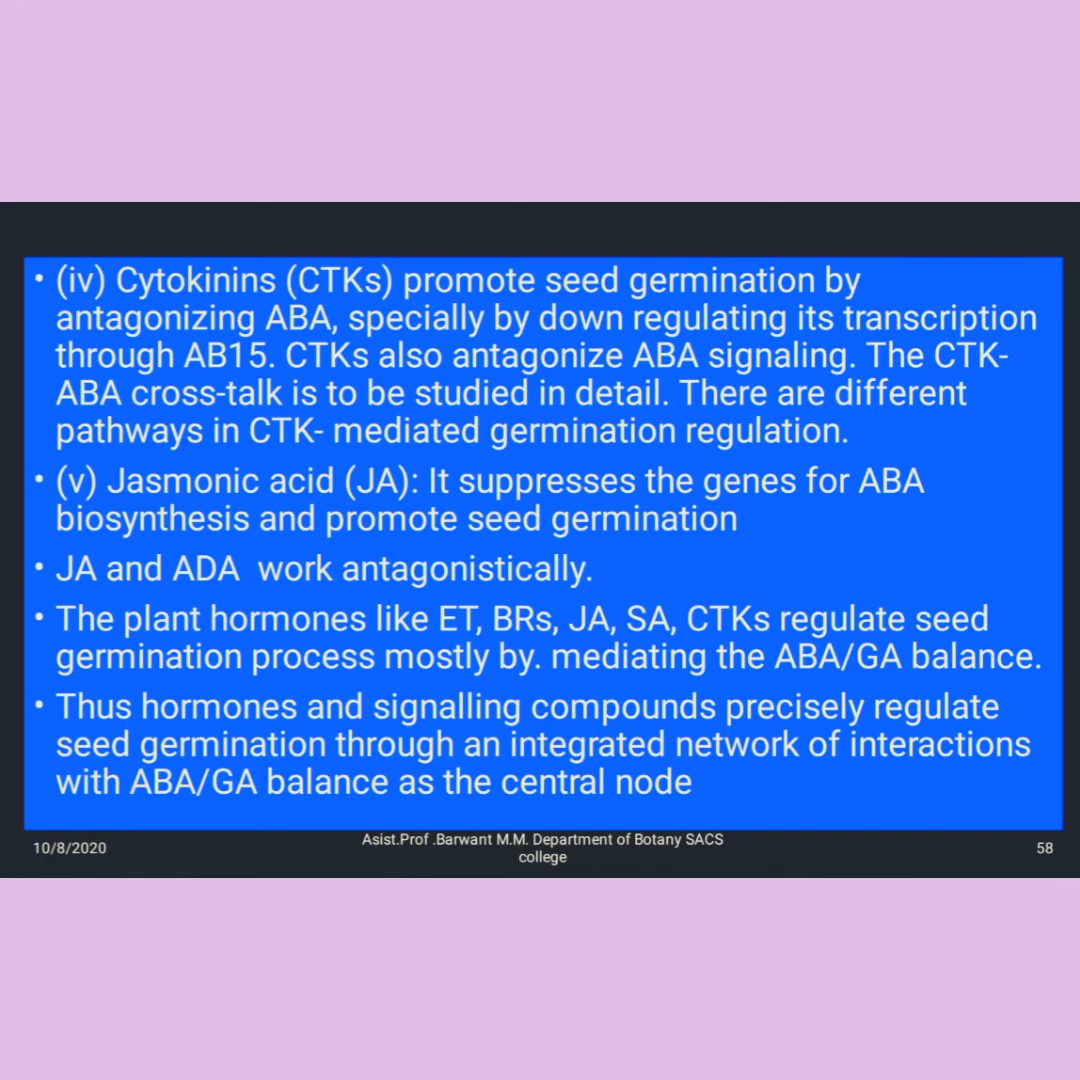 • (iv) Cytokinins (CTKs) promote seed germination by
antagonizing ABA, specially by down regulating its transcription
through AB15. CTKs also antagonize ABA signaling. The CTK-
ABA cross-talk is to be studied in detail. There are different
pathways in CTK- mediated germination regulation.
• (v) Jasmonic acid (JA): It suppresses the genes for ABA
biosynthesis and promote seed germination
• JA and ADA  work antagonistically.
• The plant hormones like ET, BRs, JA, SA, CTKs regulate seed
germination process mostly by. mediating the ABA/GA balance.
• Thus hormones and signalling compounds precisely regulate
seed germination through an integrated network of interactions
with ABA/GA balance as the central node
10/8/2020
Asist.Prof .Barwant M.M. Department of Botany SACS
college
58